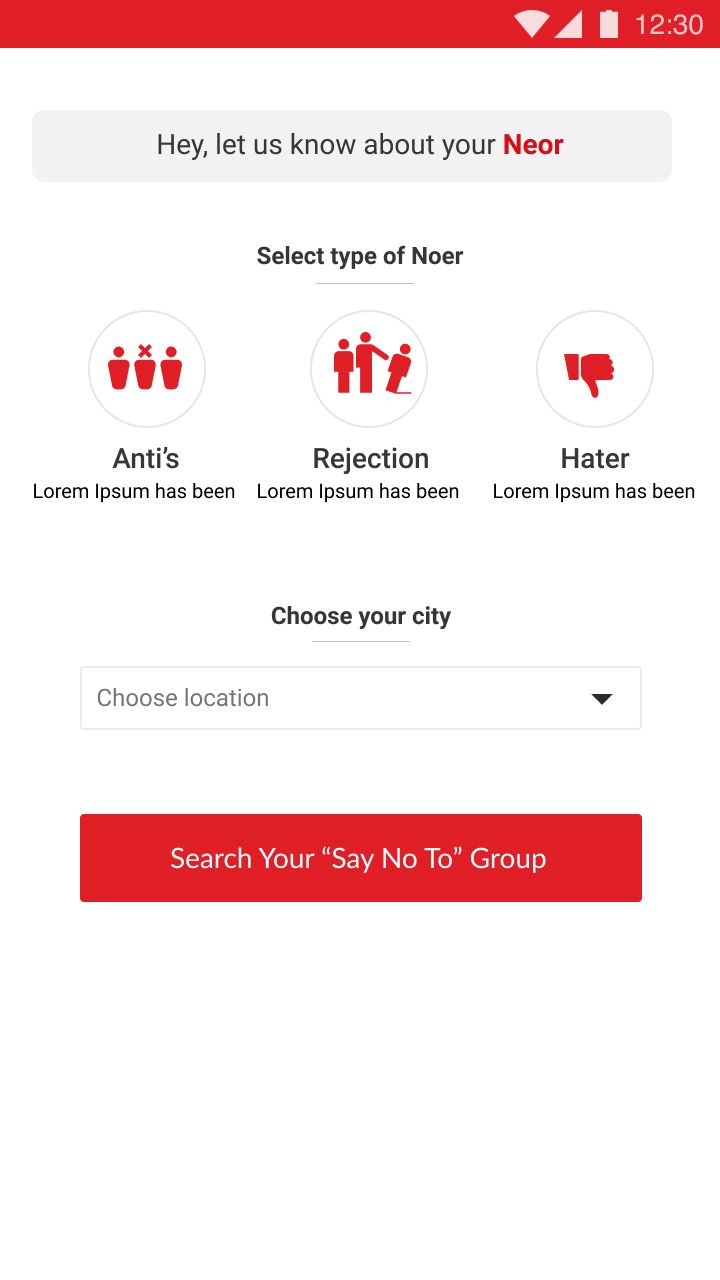 12:30
Hey, let us know about your Neor
Select type of Noer
Anti’s Rejection Hater
Lorem Ipsum has been Lorem Ipsum has been Lorem Ipsum has been
Choose your city
Choose location
Search Your “Say No To” Group